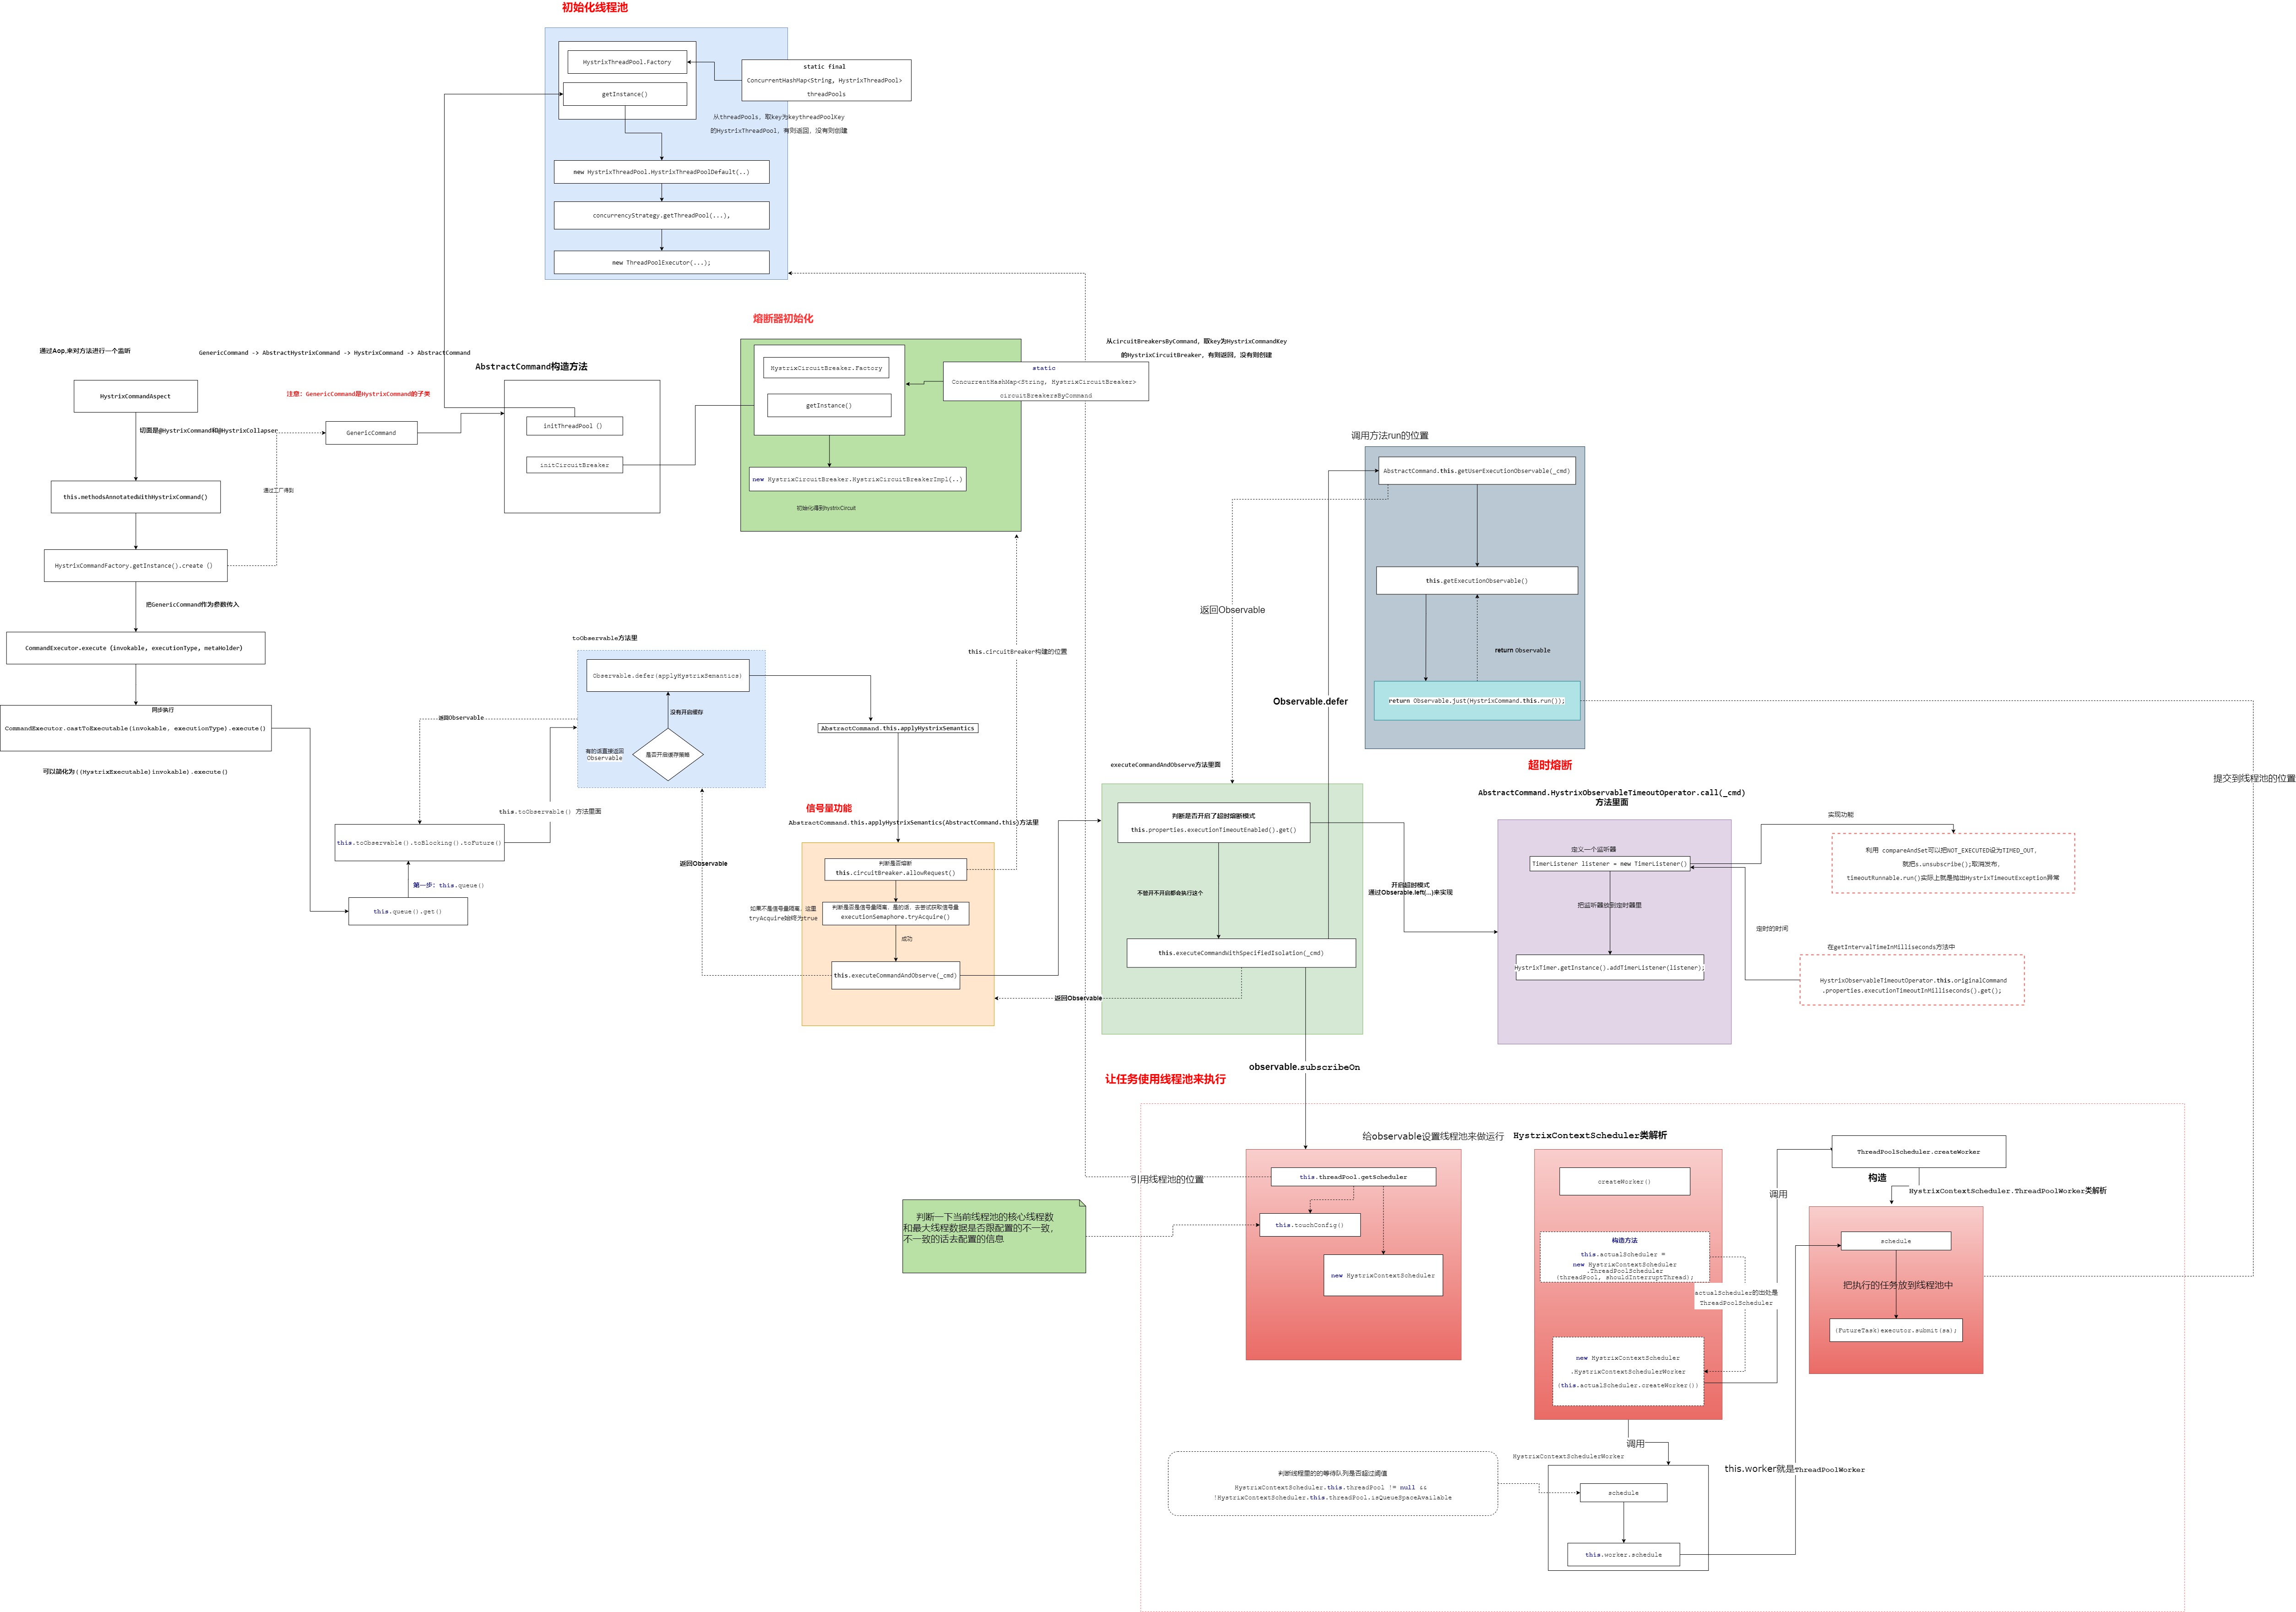 初始化线程池
HystrixThreadPool.Factory
getInstance()
static final
ConcurrentHashMap<String, HystrixThreadPool>
threadPools
从threadPools, 取key为keythreadPoolKey
的HystrixThreadPool, 有则返回, 没有则创建
new HystrixThreadPool.HystrixThreadPoolDefault(..)
concurrencyStrategy.getThreadPool(...),
new ThreadPoolExecutor(...);
熔断器初始化
HystrixCircuitBreaker.Factory
getInstance()
从circuitBreakersByCommand, 取key为HystrixCommandKey
的HystrixCircuitBreaker, 有则返回, 没有则创建
static
ConcurrentHashMap<String, HystrixCircuitBreaker>
circuitBreakersByCommand
new HystrixCircuitBreaker.HystrixCircuitBreakerImpl(..)
初始化得到hystrixCircuit
通过Aop,来对方法进行一个监听
GenericCommand -> AbstractHystrixCommand -> HystrixCommand -> AbstractCommand
AbstractCommand构造方法
HystrixCommandAspect
注意: GenericCommand是HystrixCommand的子类
切面是@HystrixCommand和@HystrixCollapser
GenericCommand
initThreadPool ()
initCircuitBreaker
通过工厂得到
this.methodsAnnotatedWithHystrixCommand()
HystrixCommandFactory.getInstance().create ()
把GenericCommand作为参数传入
CommandExecutor.execute (invokable, executionType, metaHolder)
同步执行
CommandExecutor.castToExecutable(invokable, executionType).execute()
可以简化为((HystrixExecutable)invokable).execute()
toObservable方法里
Observable.defer(applyHystrixSemantics)
没有开启缓存
是否开启缓存策略
有的话直接返回
Observable
返回Observable
this.toObservable() 方法里面
this.toObservable().toBlocking().toFuture()
第一步: this.queue()
this.queue().get()
AbstractCommand.this.applyHystrixSemantics
this.circuitBreaker构建的位置
信号量功能
AbstractCommand.this.applyHystrixSemantics(AbstractCommand.this)方法里
返回Observable
判断是否熔断
this.circuitBreaker.allowRequest()
如果不是信号量隔离, 这里
tryAcquire始终为true
判断是否是信号量隔离, 是的话, 去尝试获取信号量
executionSemaphore.tryAcquire()
成功
this.executeCommandAndObserve(_cmd)
返回Observable
调用方法run的位置
AbstractCommand.this.getUserExecutionObservable(_cmd)
this.getExecutionObservable()
return Observable
return Observable.just(HystrixCommand.this.run());
返回Observable
Observable.defer
提交到线程池的位置
executeCommandAndObserve方法里面
判断是否开启了超时熔断模式
this.properties.executionTimeoutEnabled().get()
不管开不开启都会执行这个
this.executeCommandWithSpecifiedIsolation(_cmd)
开启超时模式
通过Obserable.left(...)来实现
超时熔断
AbstractCommand.HystrixObservableTimeoutOperator.call(_cmd)
方法里面
定义一个监听器
TimerListener listener = new TimerListener()
把监听器放到定时器里
HystrixTimer.getInstance().addTimerListener(listener);
实现功能
利用 compareAndSet可以把NOT_EXECUTED设为TIMED_OUT,
就把s.unsubscribe();取消发布,
timeoutRunnable.run()实际上就是抛出HystrixTimeoutException异常
定时的时间
在getIntervalTimeInMilliseconds方法中
HystrixObservableTimeoutOperator.this.originalCommand
.properties.executionTimeoutInMilliseconds().get();
observable.subscribeOn
让任务使用线程池来执行
给observable设置线程池来做运行
引用线程池的位置
this.threadPool.getScheduler
this.touchConfig()
new HystrixContextScheduler
判断一下当前线程池的核心线程数
和最大线程数据是否跟配置的不一致,
不一致的话去配置的信息
HystrixContextScheduler类解析
createWorker()
构造方法
this.actualScheduler =
new HystrixContextScheduler
.ThreadPoolScheduler
(threadPool, shouldInterruptThread);
actualScheduler的出处是
ThreadPoolScheduler
new HystrixContextScheduler
.HystrixContextSchedulerWorker
(this.actualScheduler.createWorker())
调用
ThreadPoolScheduler.createWorker
构造
HystrixContextScheduler.ThreadPoolWorker类解析
schedule
把执行的任务放到线程池中
(FutureTask)executor.submit(sa);
调用
HystrixContextSchedulerWorker
schedule
this.worker.schedule
this.worker就是ThreadPoolWorker
判断线程里的的等待队列是否超过阈值
HystrixContextScheduler.this.threadPool != null &&
!HystrixContextScheduler.this.threadPool.isQueueSpaceAvailable